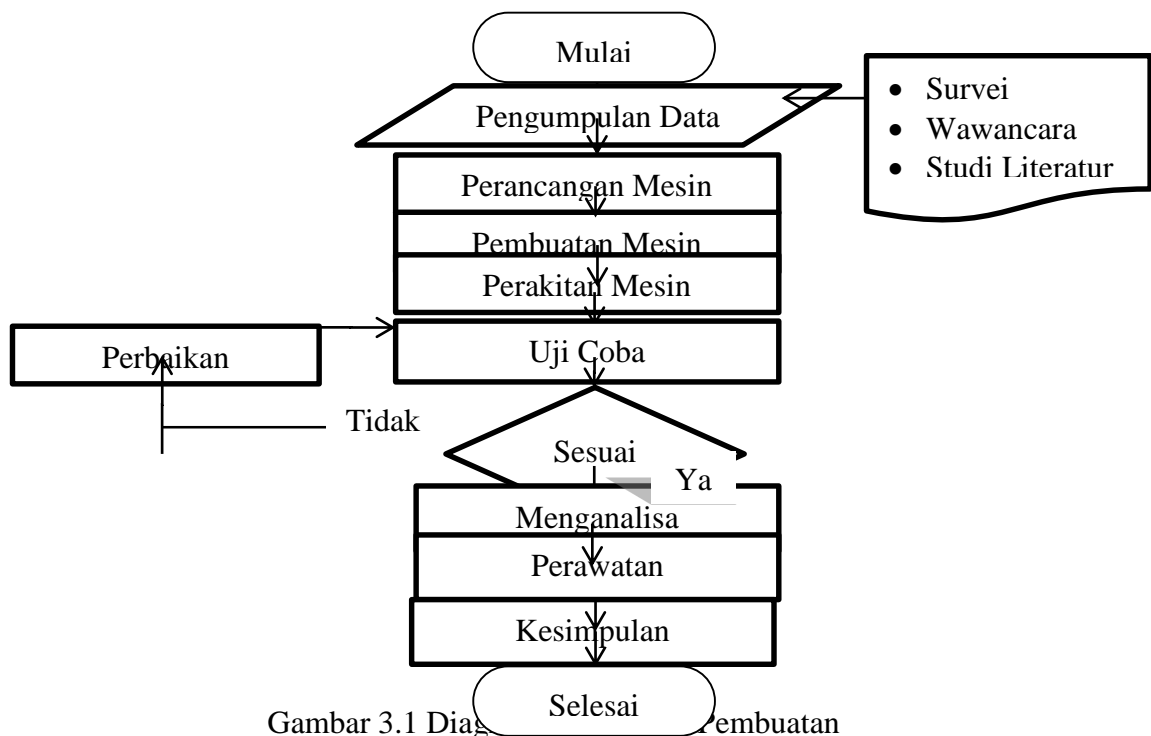 Mulai
Pengumpulan Data
• Survei
• Wawancara
• Studi Literatur
Perancangan Mesin
Pembuatan Mesin
Perakitan Mesin
Perbaikan
Uji Coba
Tidak
Sesuai
Ya
Menganalisa
Perawatan
Kesimpulan
Selesai
Gambar 3.1 Pembuatan